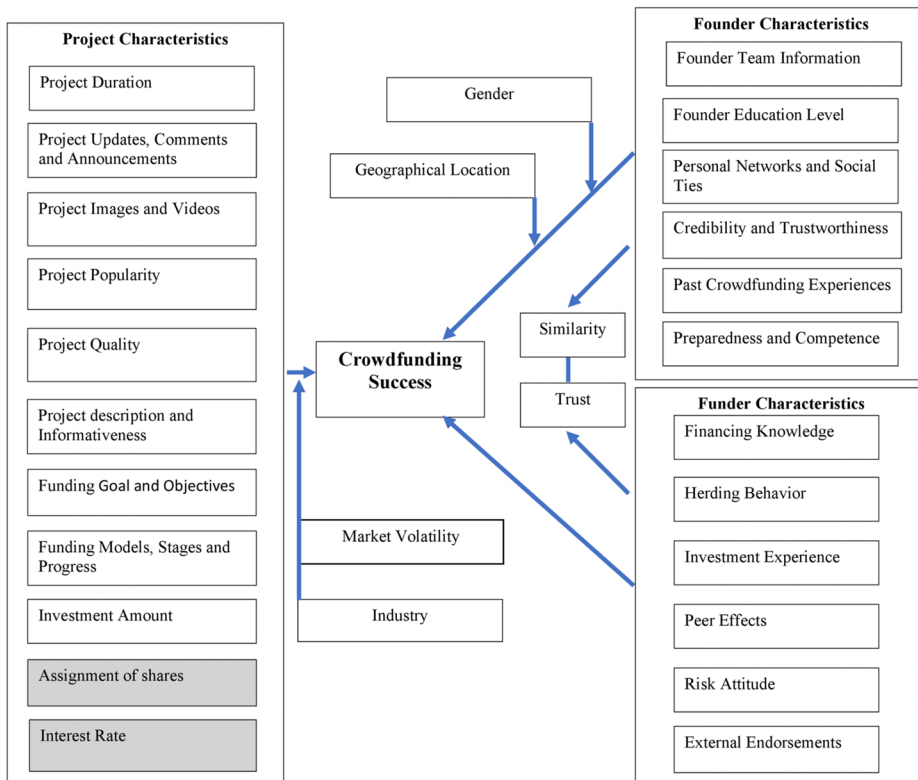 Project Characteristics
Project Duration
Project Updates, Comments
and Announcements
Project Images and Videos
Project Popularity
Project Quality
Project description and
Informativeness
Funding Goal and Objectives
Funding Models, Stages and
Progress
Investment Amount
Assignment of shares
Interest Rate
Gender
Geographical Location
Crowdfunding
Success
Similarity
Trust
Market Volatility
Industry
Founder Characteristics
Founder Team Information
Founder Education Level
Personal Networks and Social
Ties
Credibility and Trustworthiness
Past Crowdfunding Experiences
Preparedness and Competence
Funder Characteristics
Financing Knowledge
Herding Behavior
Investment Experience
Peer Effects
Risk Attitude
External Endorsements